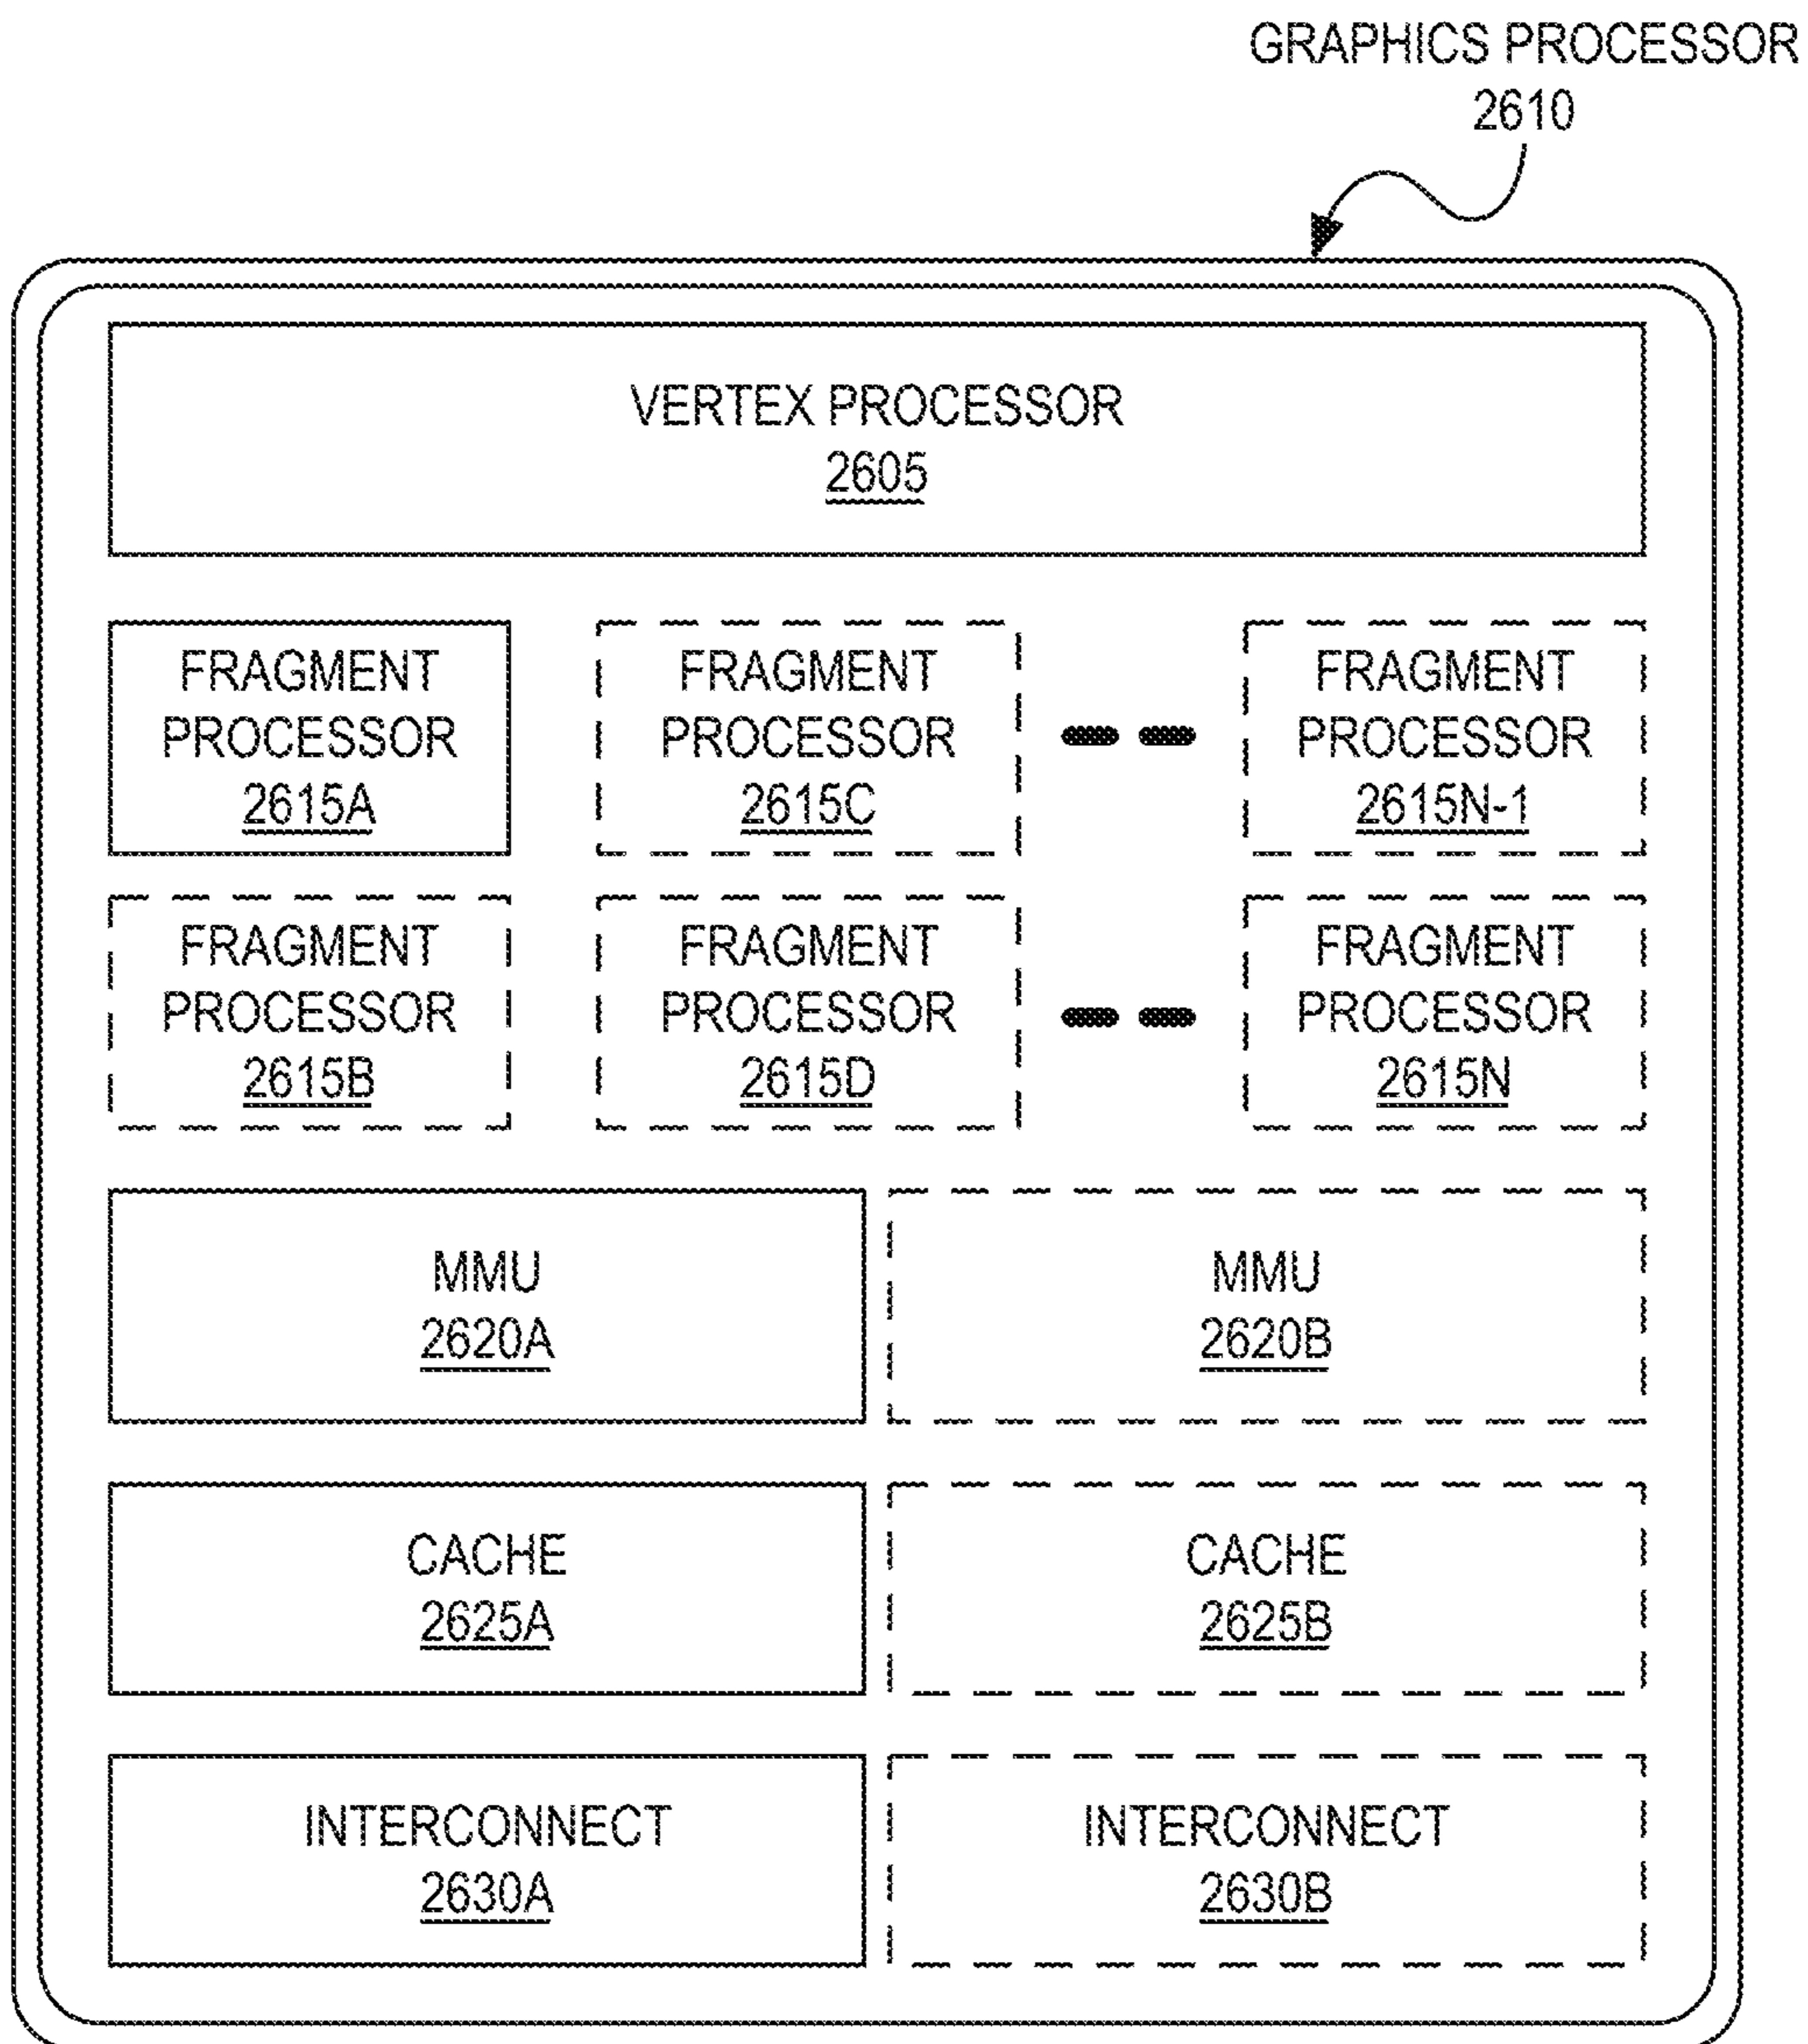 GRAPHICS PROCESSOR
2610
VERTEX PROCESSOR
2605
FRAGMENT
PROCESSOR
2615A
FRAGMENT
PROCESSOR
2615C
FRAGMENT
PROCESSOR
2615N-1
FRAGMENT
PROCESSOR
2615B
FRAGMENT
PROCESSOR
2615D
FRAGMENT
PROCESSOR
2615N
MMU
2620A
MMU
2620B
CACHE
2625A
CACHE
2625B
INTERCONNECT
2630A
INTERCONNECT
2630B